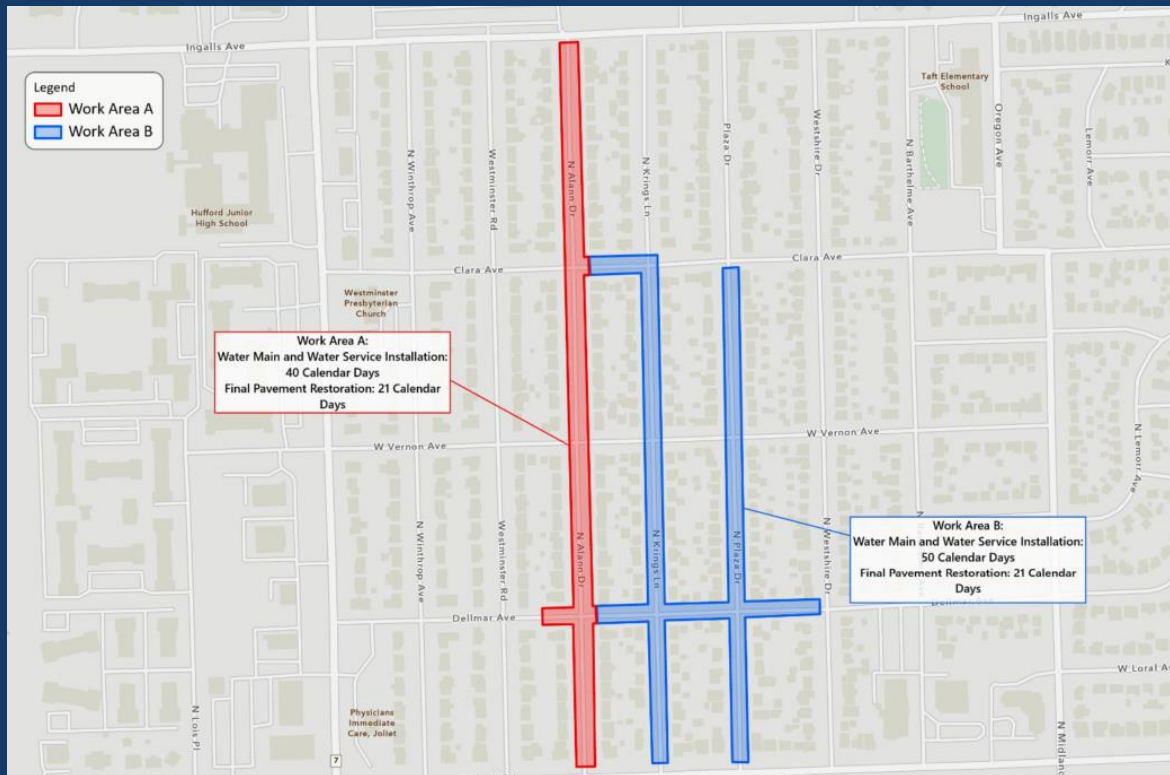 Ingalls Ave
Ingalls Ave
Legend
Work Area A
Work Area B
Taft Elementary
School
Oregon Ave
Lemorr Ave
K
N Winthrop Ave
Westminster Rd
N Alann Dr
N Krings Ln
Plaza Dr
Westshire Dr
N Barthelme Ave
Hufford Junior
High School
Clara Ave
Clara Ave
Westminster
Presbyterian
Church
Work Area A:
Water Main and Water Service Installation:
40 Calendar Days
Final Pavement Restoration: 21 Calendar
Days
W Vernon Ave
W Vernon Ave
N Lemorr Ave
N Winthrop Ave
Westminster Rd
N Alann Dr
N Krings Ln
N Plaza Dr
N Westshire Dr
Work Area B:
Water Main and Water Service Installation:
50 Calendar Days
Final Pavement Restoration: 21 Calendar
Days
Dellmar Ave
W Loral Av
N Lois Pl
Physicians
Immediate
Care, Joliet
7
N Midland